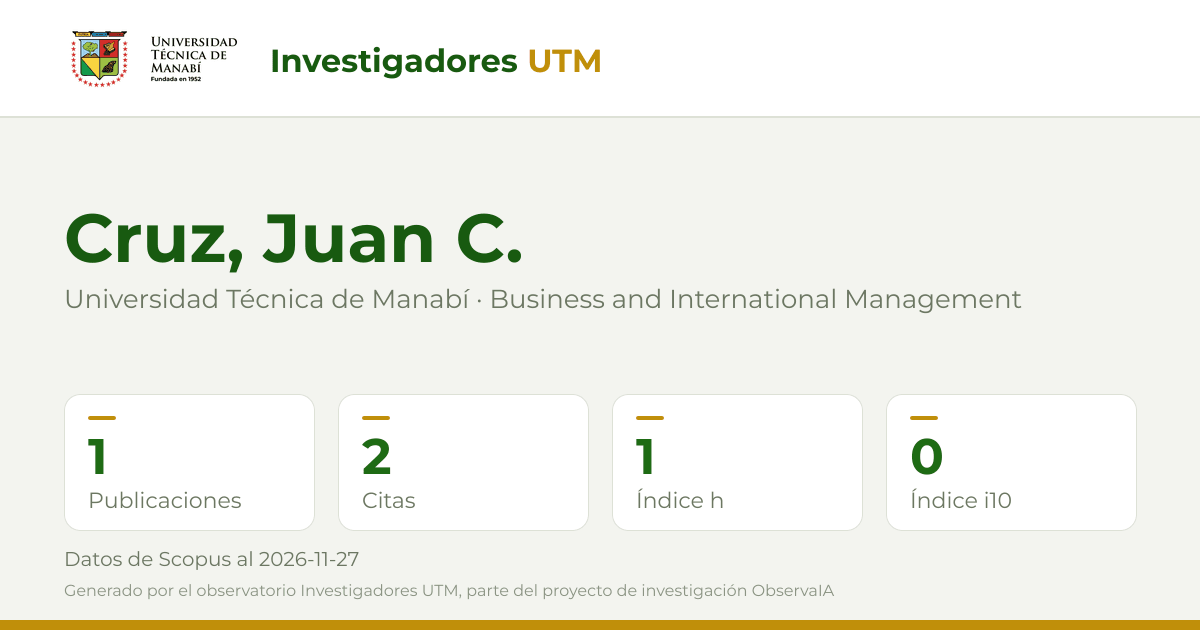 UNIVERSIDAD
TÉCNICA DE
MANABÍ
Fundada en 1952
Investigadores UTM
Cruz, Juan C.
Universidad Técnica de Manabí · Business and International Management
1
Publicaciones
2
Citas
1
Índice h
0
Índice i10
Datos de Scopus al 2026-11-27
Generado por el observatorio Investigadores UTM, parte del proyecto de investigación ObservaIA